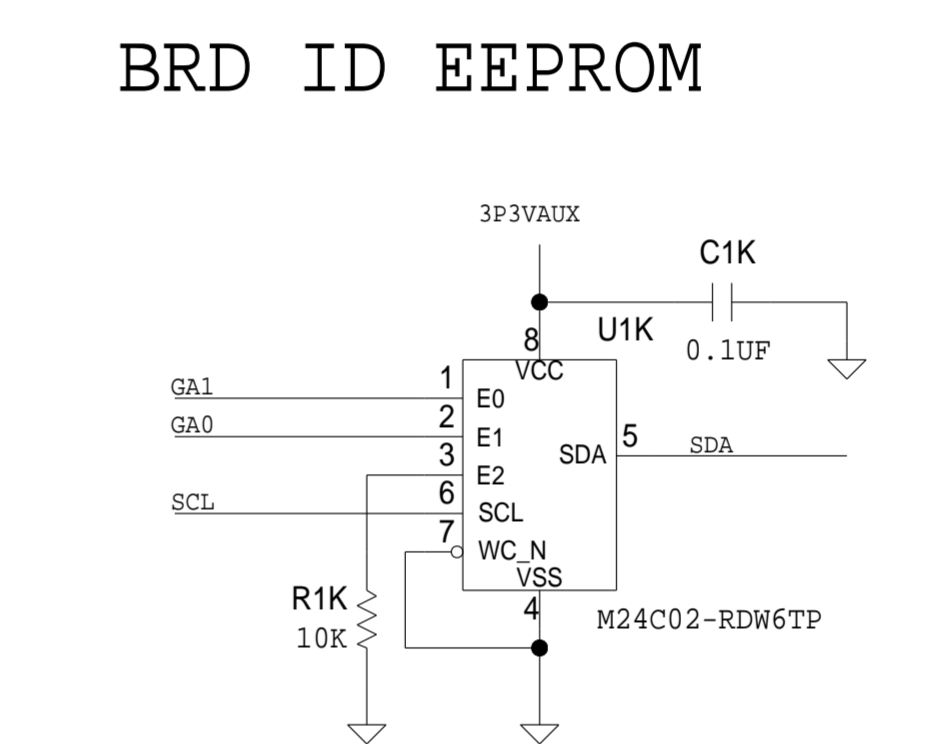 BRD ID EEPROM
3P3VAUX
C1K
0.1UF
U1K
8
VCC
GA1
1
E0
GA0
2
E1
3
E2
SCL
6
SCL
7
WC_N
VSS
4
SDA
5
SDA
R1K
10K
M24C02-RDW6TP